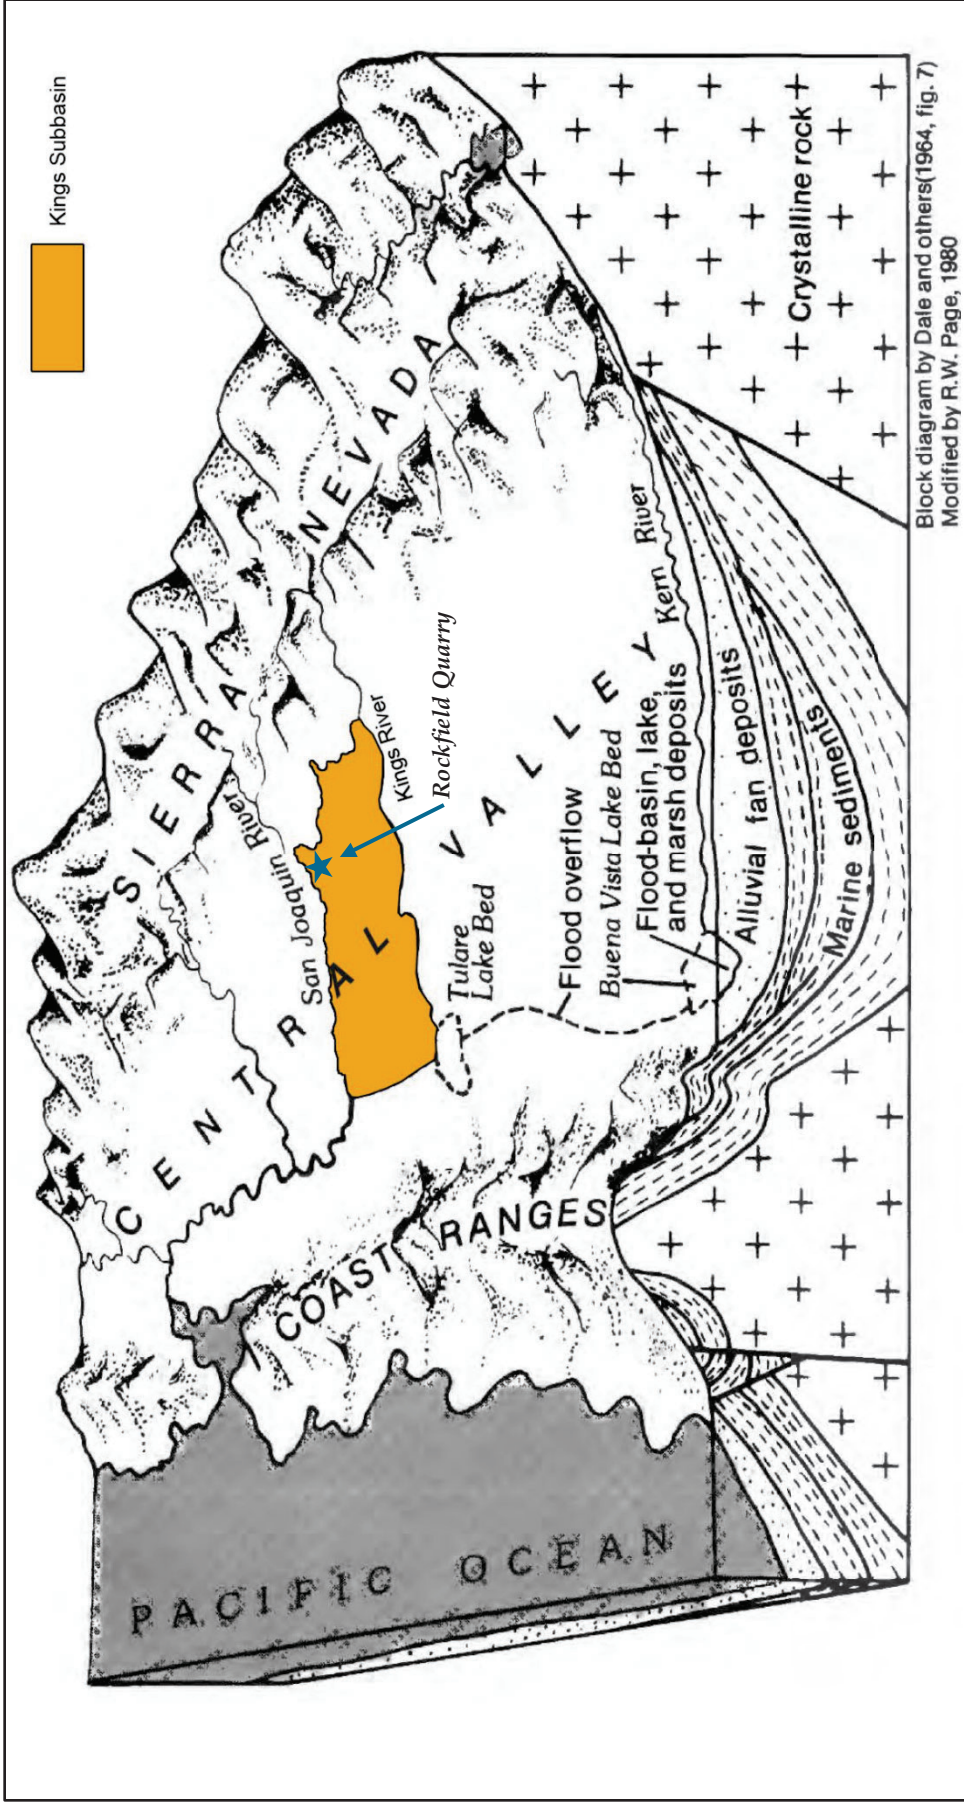 Kings Subbasin
SIERRA NEVADA
CENTRAL VALLEY
San Joaquin River
Kings River
Rockfield Quarry
Tulare
Lake Bed
Flood overflow
Buena Vista Lake Bed
Kern River
Flood-basin, lake,
and marsh deposits
Alluvial fan deposits
Marine sediments
Crystalline rock
COAST RANGES
PACIFIC OCEAN
Block diagram by Dale and others(1964, fig. 7)
Modified by R.W. Page, 1980